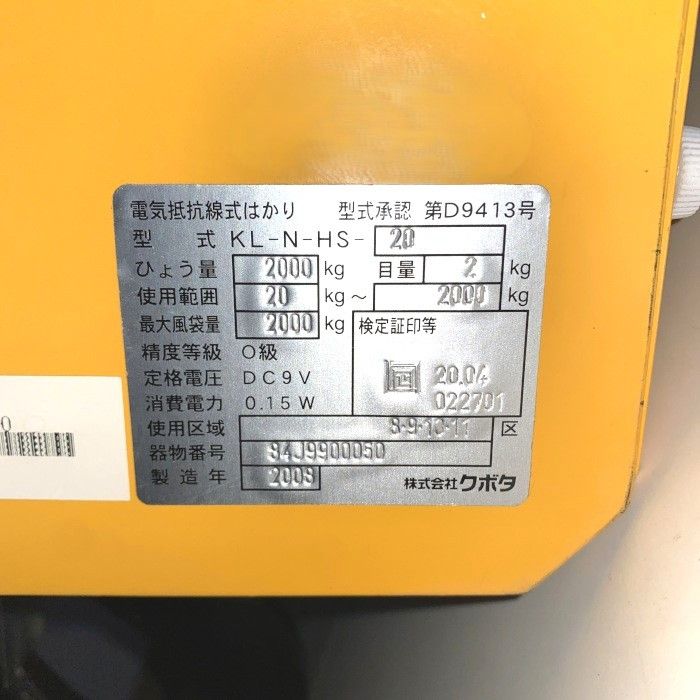 電気抵抗線式はかり 型式承認 第D9413号
型式 KL-N-HS- 20
ひょう量 2000 kg 目量 2 kg
使用範囲 20 kg~ 2000 kg
最大風袋量 2000 kg 検定証印等
精度等級 O級
定格電圧 DC9V 20.04
消費電力 0.15W 022701
使用区域 8-9-10-11 区
器物番号
製造年
株式会社クボタ